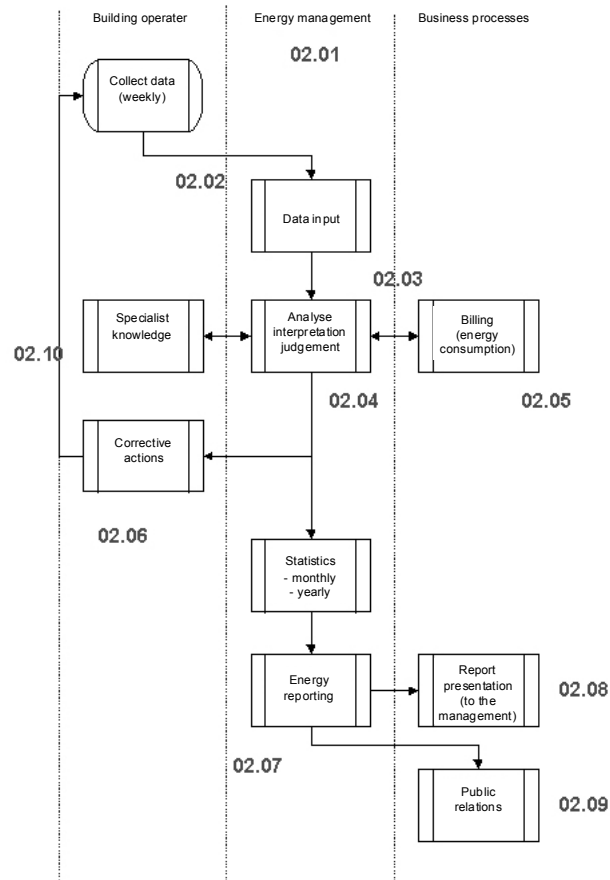 Building operater
Energy management
Business processes
02.01
Collect data
(weekly)
02.02
Data input
02.03
Specialist
knowledge
Analyse
interpretation
judgement
Billing
(energy
consumption)
02.10
02.04
02.05
Corrective
actions
02.06
Statistics
- monthly
- yearly
Energy
reporting
Report
presentation
(to the
management)
02.08
02.07
Public
relations
02.09